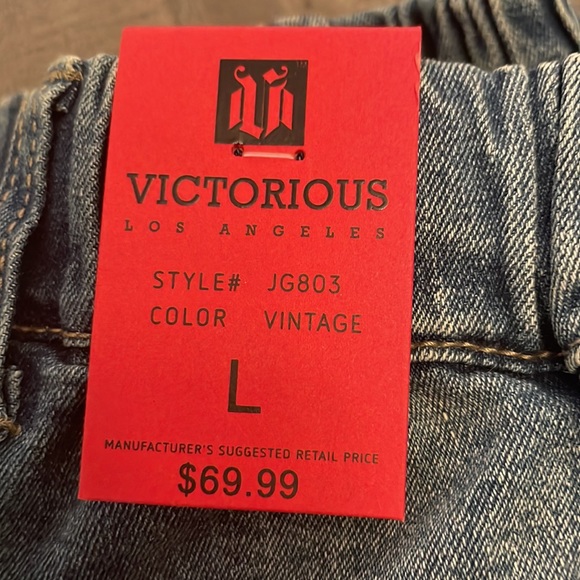 VICTORIOUS
LOS ANGELES
STYLE# JG803
COLOR VINTAGE
L
MANUFACTURER'S SUGGESTED RETAIL PRICE
$69.99